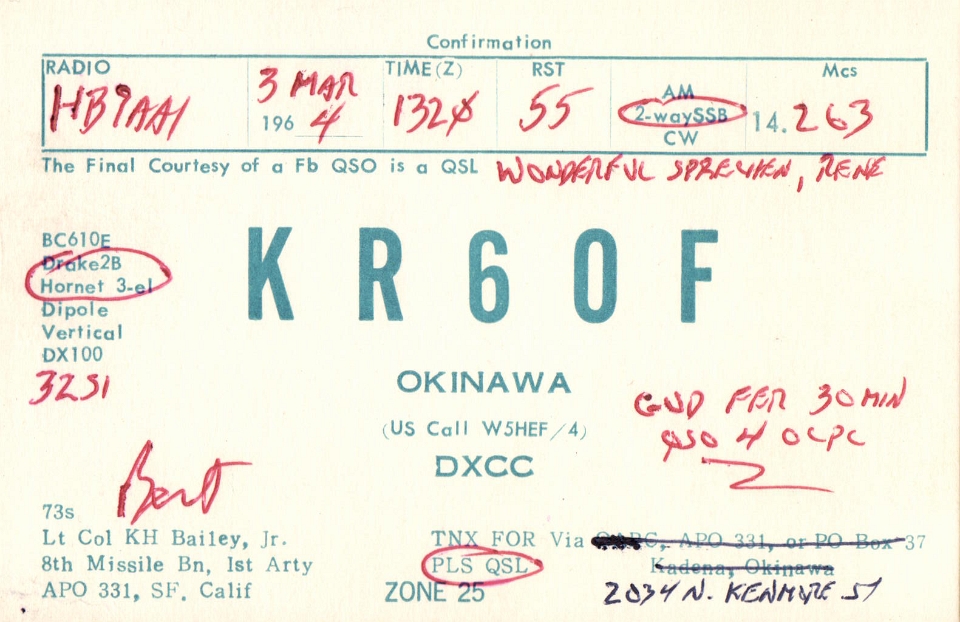 Confirmation
RADIO TIME(Z) RST Mcs
HB9AAI 3 MAR 1964 1320 55 AM 2-waySSB CW 14.263
The Final Courtesy of a Fb QSO is a QSL WONDERFUL SPRECHEN, RENE
KR6OF
BC610E
Drake2B
Hornet 3-el
Dipole
Vertical
DX100
32S1
OKINAWA
(US Call W5HEF/4)
DXCC
GUD FER 30 MIN
QSO 4 OCPC
Bert
73s
Lt Col KH Bailey, Jr.
8th Missile Bn, Ist Arty
APO 331, SF. Calif
TNX FOR Via APO 331, or PO Box 37
PLS QSL Kadena, Okinawa
ZONE 25 2034 N. KENMORE ST